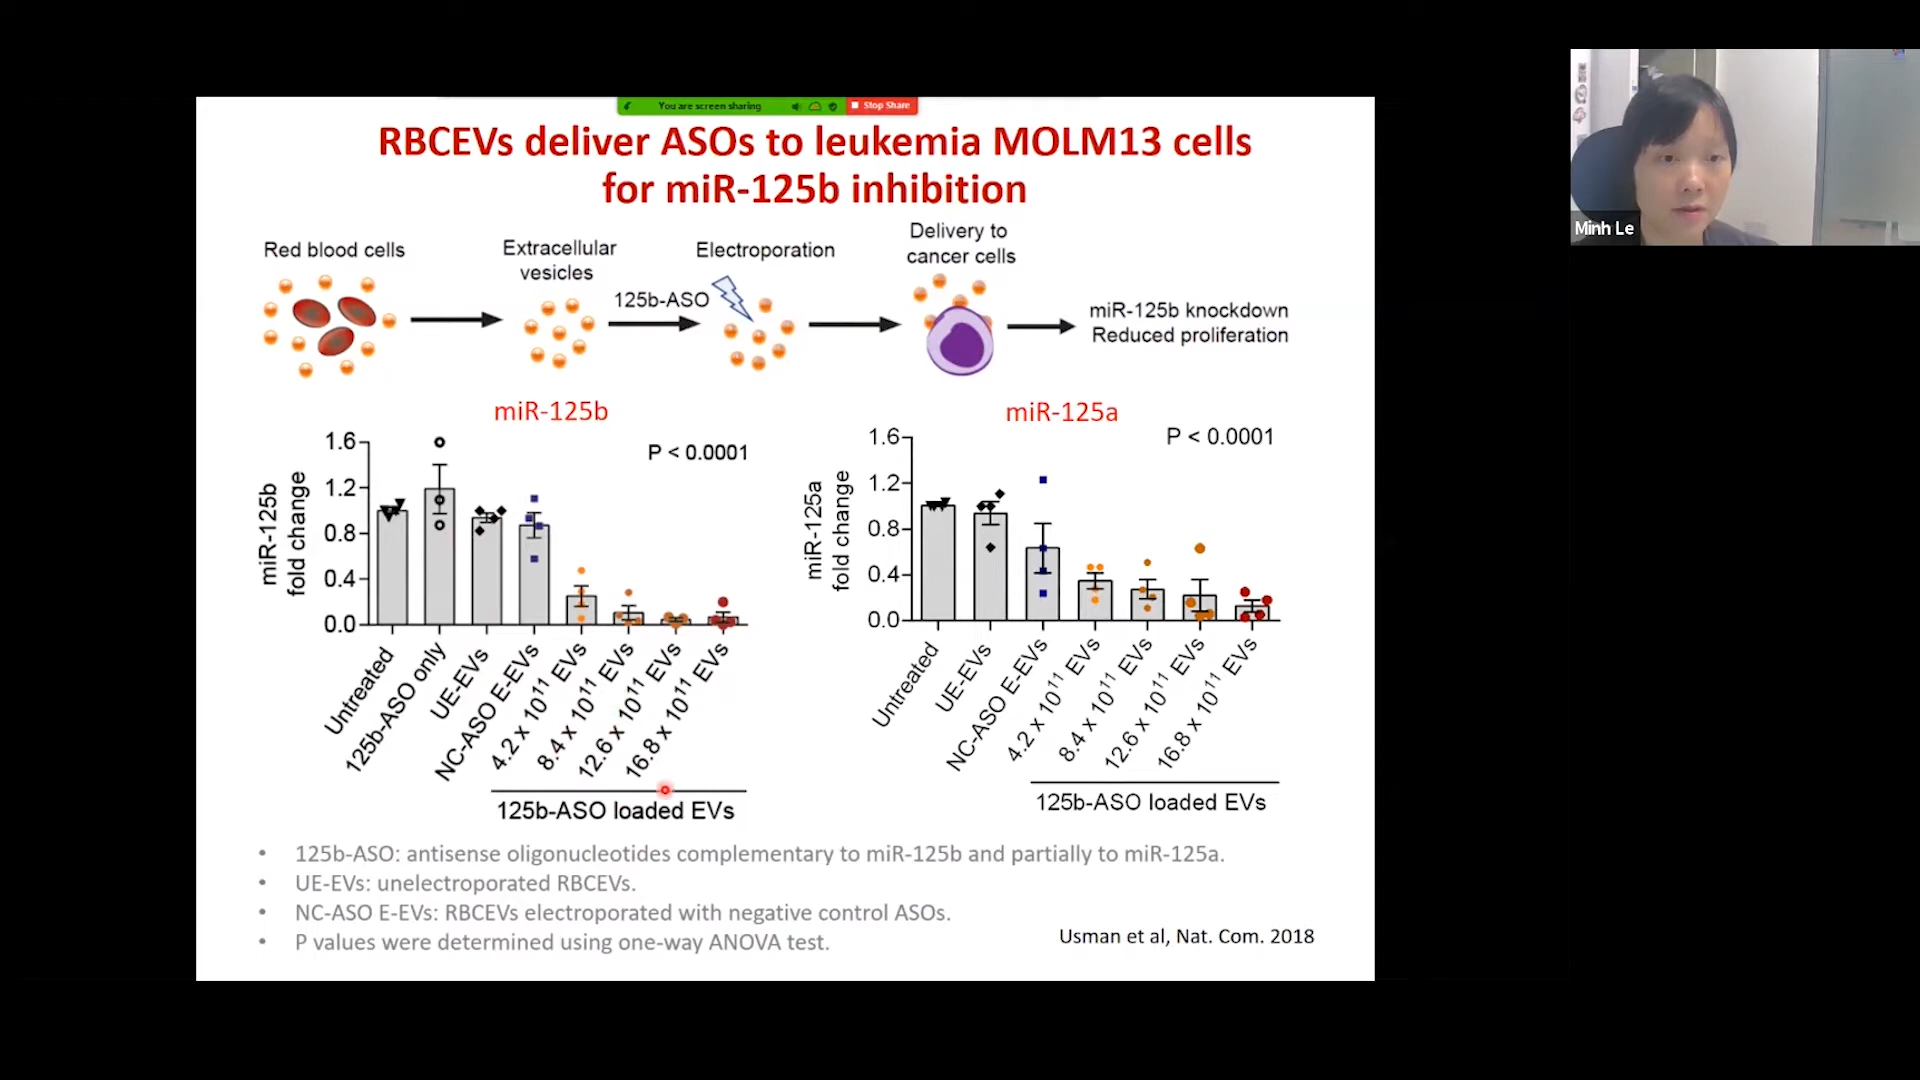 You are screen sharing
Stop Share
RBCEVs deliver ASOs to leukemia MOLM13 cells
for miR-125b inhibition
Red blood cells
Extracellular
vesicles
125b-ASO
Electroporation
Delivery to
cancer cells
miR-125b knockdown
Reduced proliferation
miR-125b
P < 0.0001
miR-125b
fold change
1.6
1.2
0.8
0.4
0.0
Untreated
125b-ASO only
UE-EVs
NC-ASO E-EVs
4.2 x 10¹¹ EVs
8.4 x 10¹¹ EVs
12.6 x 10¹¹ EVs
16.8 x 10¹¹ EVs
125b-ASO loaded EVs
miR-125a
P < 0.0001
miR-125a
fold change
1.6
1.2
0.8
0.4
0.0
Untreated
UE-EVs
NC-ASO E-EVs
4.2 x 10¹¹ EVs
8.4 x 10¹¹ EVs
12.6 x 10¹¹ EVs
16.8 x 10¹¹ EVs
125b-ASO loaded EVs
• 125b-ASO: antisense oligonucleotides complementary to miR-125b and partially to miR-125a.
• UE-EVs: unelectroporated RBCEVs.
• NC-ASO E-EVs: RBCEVs electroporated with negative control ASOs.
• P values were determined using one-way ANOVA test.
Usman et al, Nat. Com. 2018
Minh Le